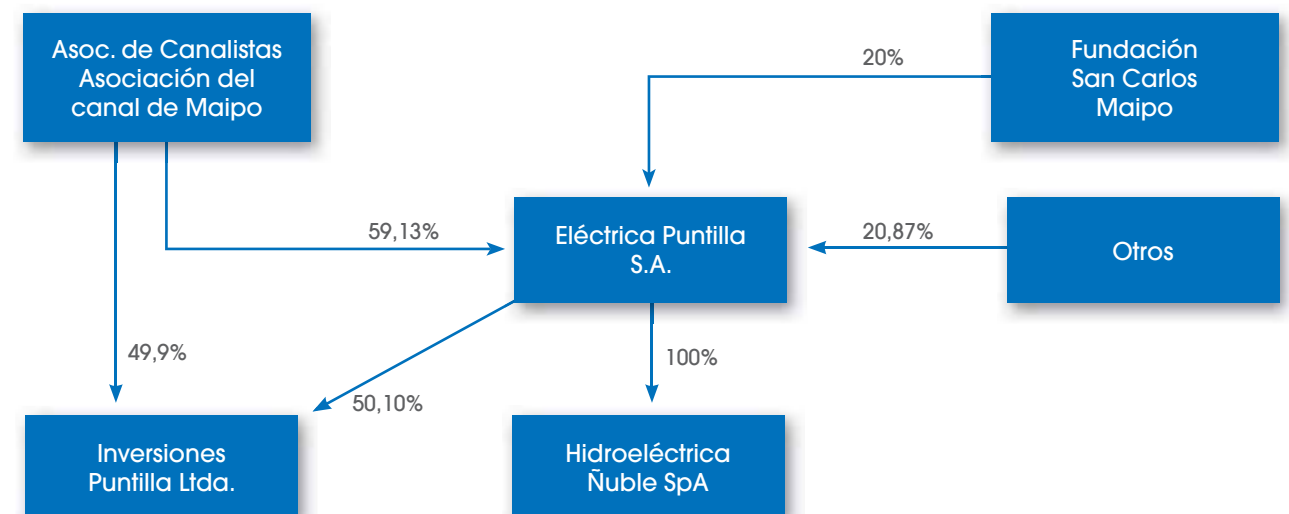 Asoc. de Canalistas
Asociación del
canal de Maipo
20%
Fundación
San Carlos
Maipo
59,13%
Eléctrica Puntilla
S.A.
20,87%
Otros
49,9%
50,10%
100%
Inversiones
Puntilla Ltda.
Hidroeléctrica
Ñuble SpA